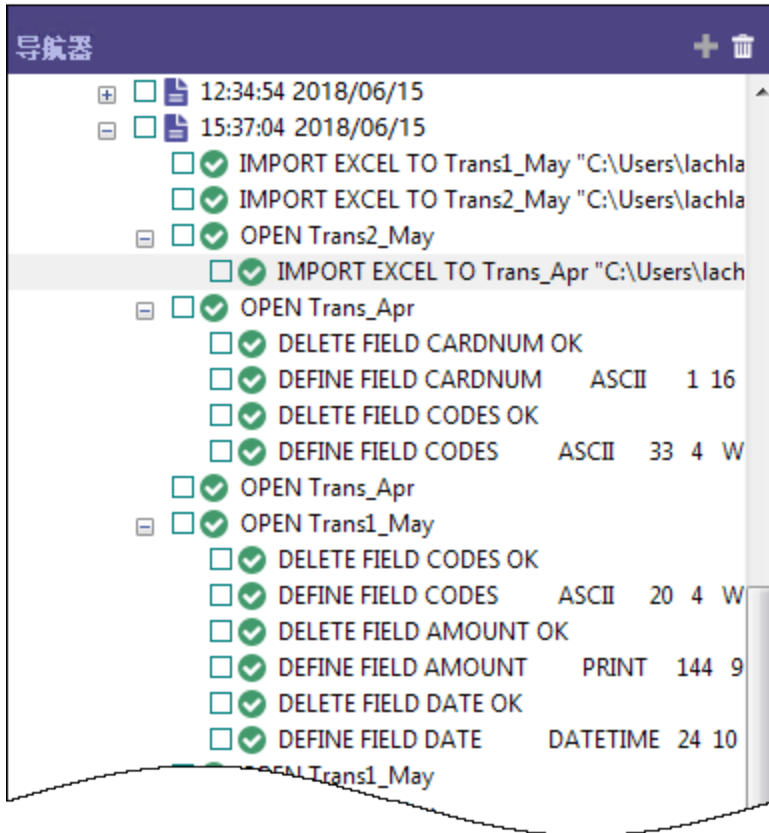 导航器
12:34:54 2018/06/15
15:37:04 2018/06/15
IMPORT EXCEL TO Trans1_May "C:\Users\lachla
IMPORT EXCEL TO Trans2_May "C:\Users\lachla
OPEN Trans2_May
IMPORT EXCEL TO Trans_Apr "C:\Users\lach
OPEN Trans_Apr
DELETE FIELD CARDNUM OK
DEFINE FIELD CARDNUM ASCII 1 16
DELETE FIELD CODES OK
DEFINE FIELD CODES ASCII 33 4 W
OPEN Trans_Apr
OPEN Trans1_May
DELETE FIELD CODES OK
DEFINE FIELD CODES ASCII 20 4 W
DELETE FIELD AMOUNT OK
DEFINE FIELD AMOUNT PRINT 144 9
DELETE FIELD DATE OK
DEFINE FIELD DATE DATETIME 24 10
OPEN Trans1_May